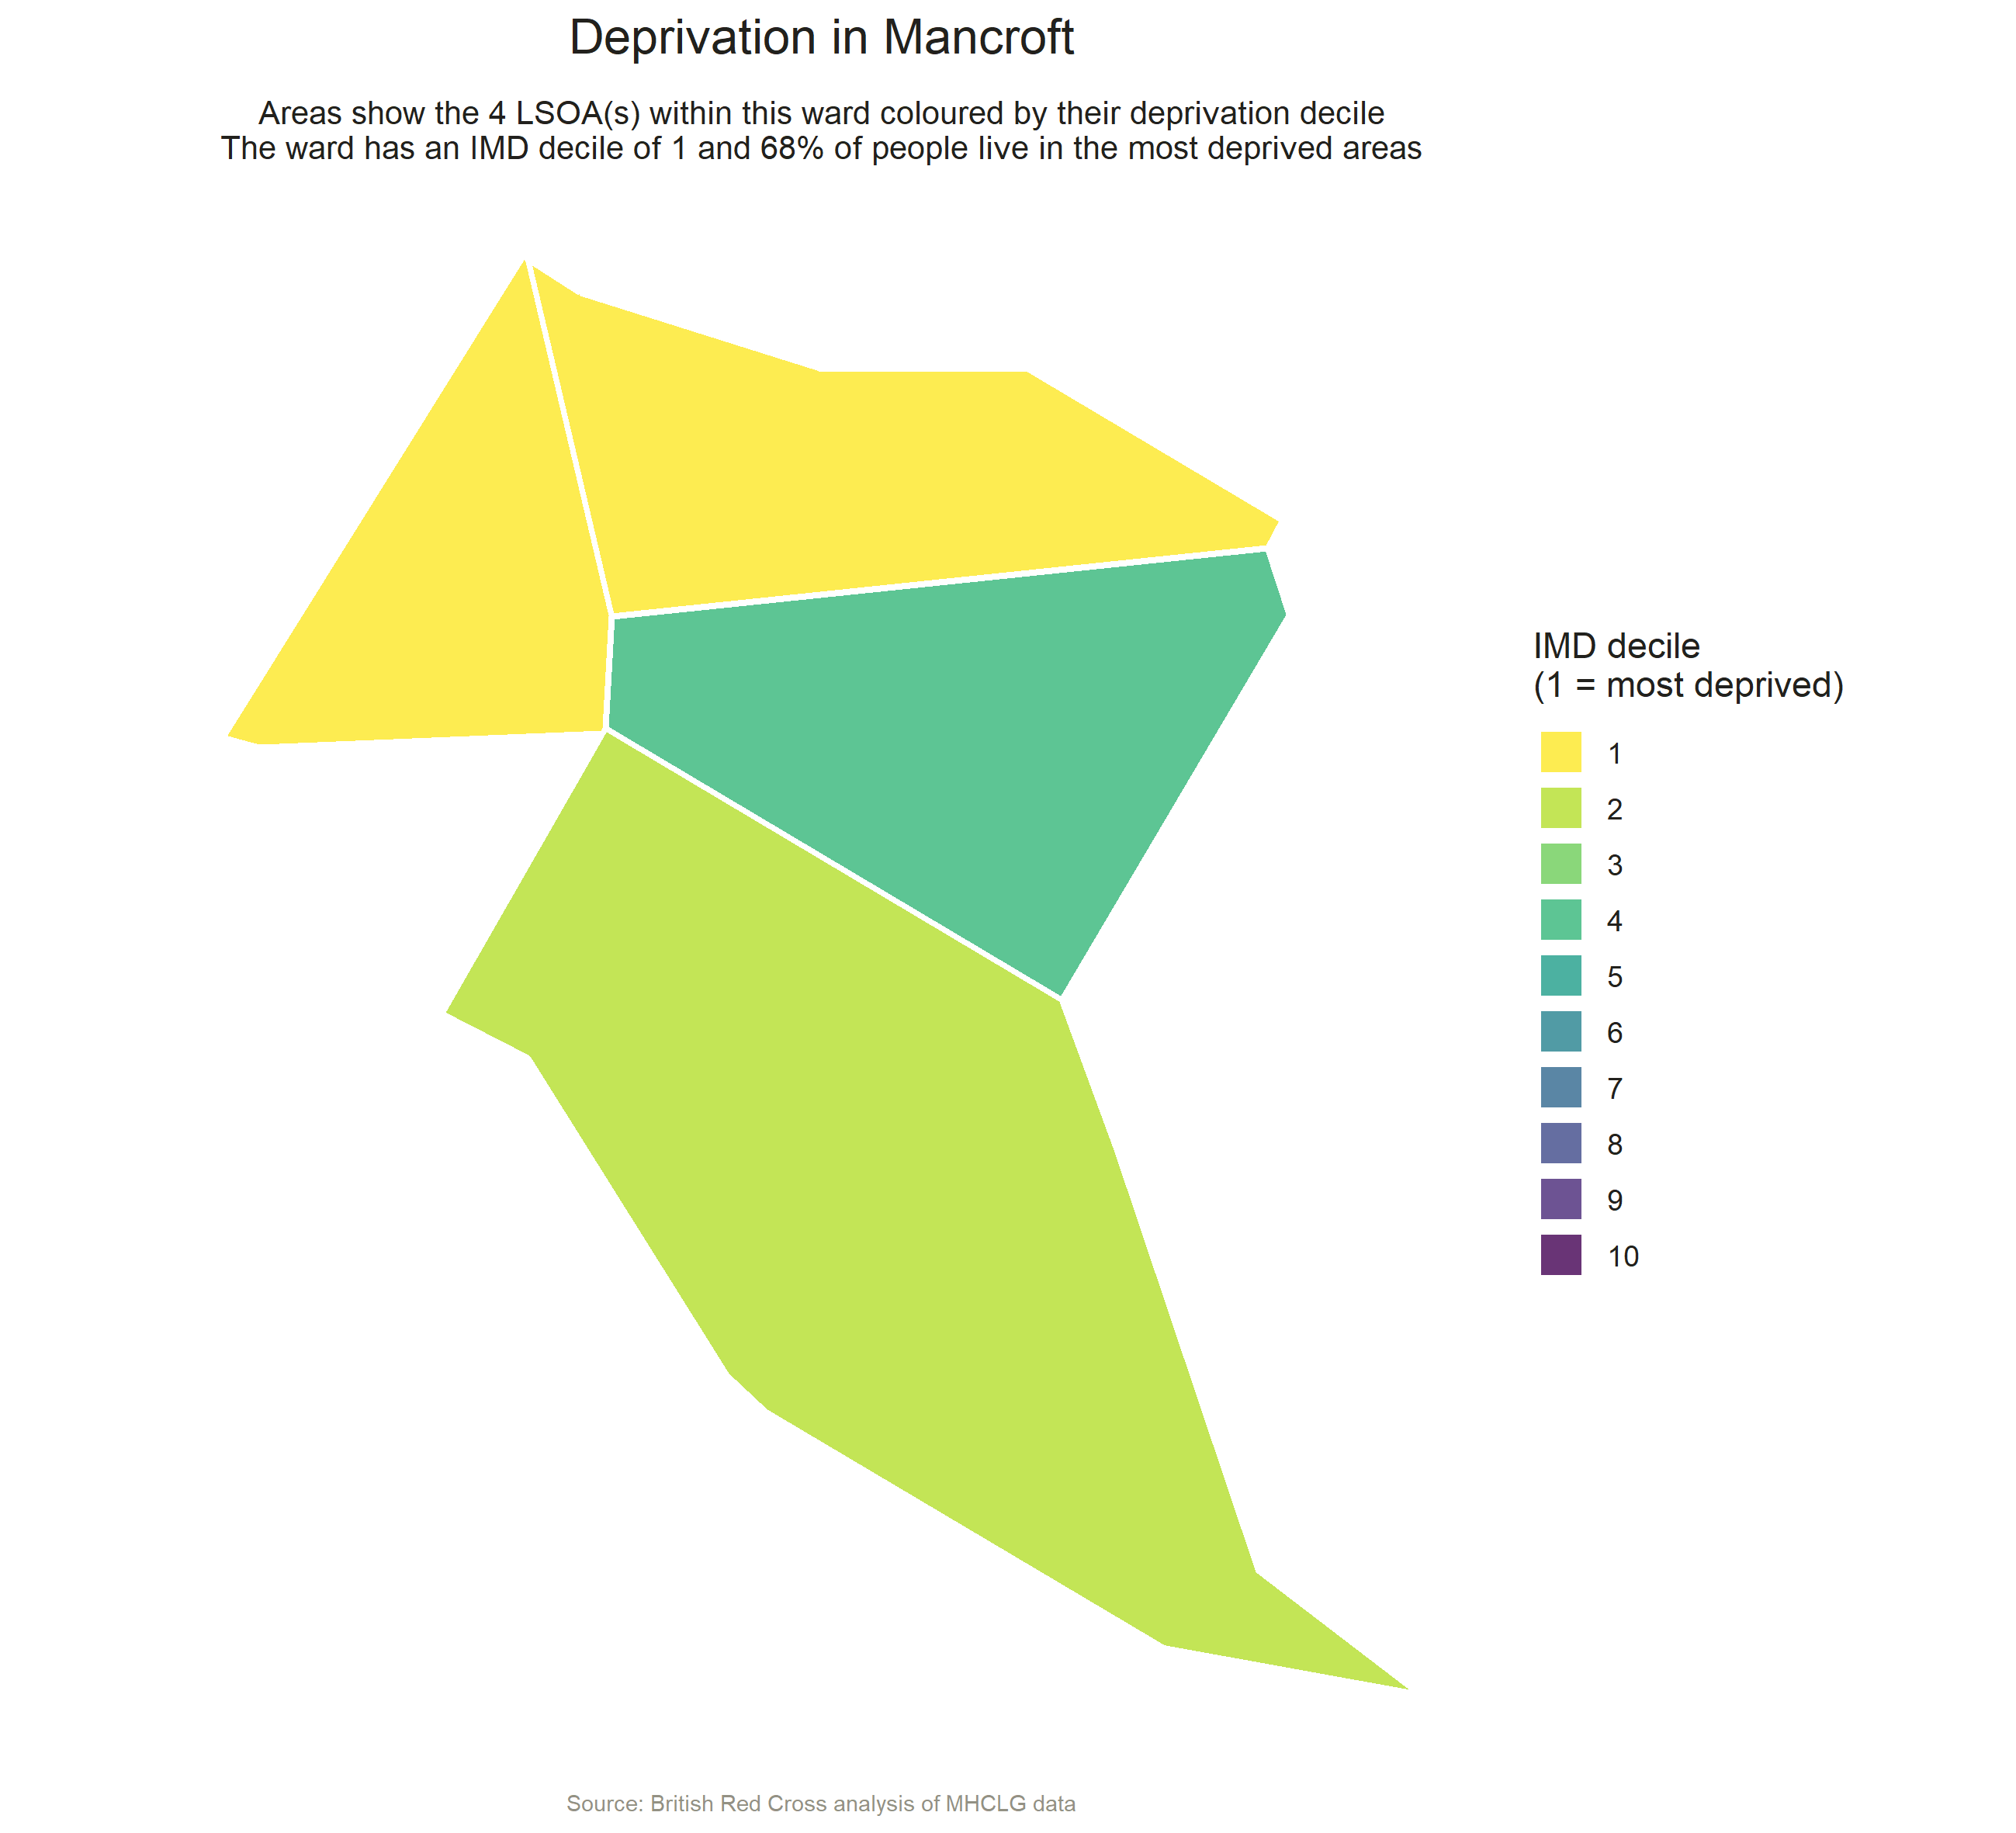 Deprivation in Mancroft
Areas show the 4 LSOA(s) within this ward coloured by their deprivation decile
The ward has an IMD decile of 1 and 68% of people live in the most deprived areas
IMD decile
(1 = most deprived)
1
2
3
4
5
6
7
8
9
10
Source: British Red Cross analysis of MHCLG data